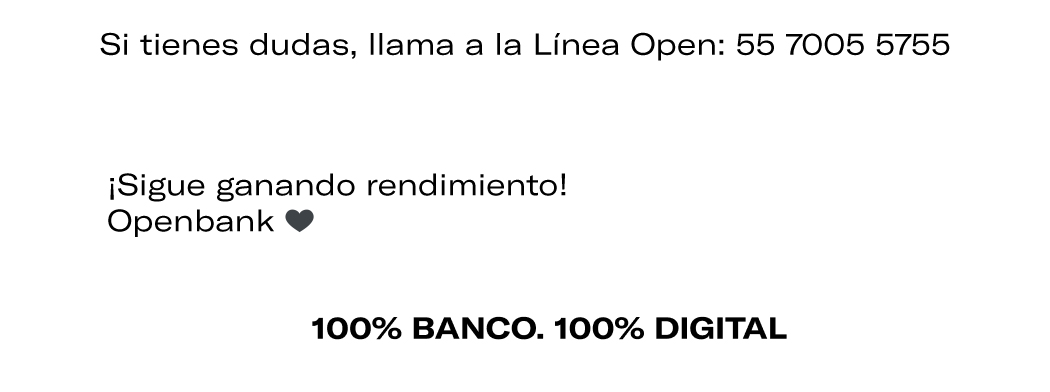 Si tienes dudas, llama a la Línea Open: 55 7005 5755
¡Sigue ganando rendimiento!
Openbank 🖤
100% BANCO. 100% DIGITAL